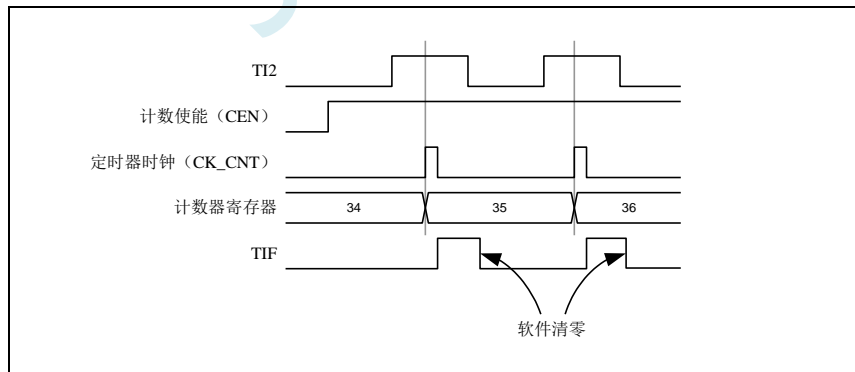 TI2
计数使能（CEN）
定时器时钟（CK_CNT）
计数器寄存器 34 35 36
TIF
软件清零